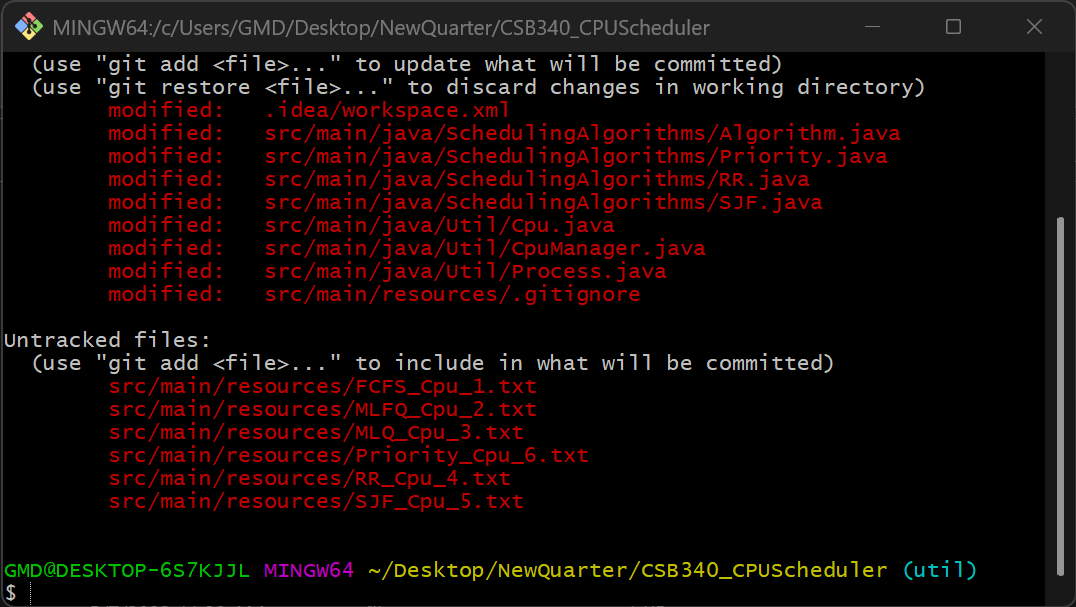 MINGW64:/c/Users/GMD/Desktop/NewQuarter/CSB340_CPUScheduler
(use "git add <file>..." to update what will be committed)
(use "git restore <file>..." to discard changes in working directory)
modified:   .idea/workspace.xml
modified:   src/main/java/SchedulingAlgorithms/Algorithm.java
modified:   src/main/java/SchedulingAlgorithms/Priority.java
modified:   src/main/java/SchedulingAlgorithms/RR.java
modified:   src/main/java/SchedulingAlgorithms/SJF.java
modified:   src/main/java/Util/Cpu.java
modified:   src/main/java/Util/CpuManager.java
modified:   src/main/java/Util/Process.java
modified:   src/main/resources/.gitignore
Untracked files:
(use "git add <file>..." to include in what will be committed)
src/main/resources/FCFS_Cpu_1.txt
src/main/resources/MLFQ_Cpu_2.txt
src/main/resources/MLQ_Cpu_3.txt
src/main/resources/Priority_Cpu_6.txt
src/main/resources/RR_Cpu_4.txt
src/main/resources/SJF_Cpu_5.txt
GMD@DESKTOP-6S7KJJL MINGW64 ~/Desktop/NewQuarter/CSB340_CPUScheduler (util)
$